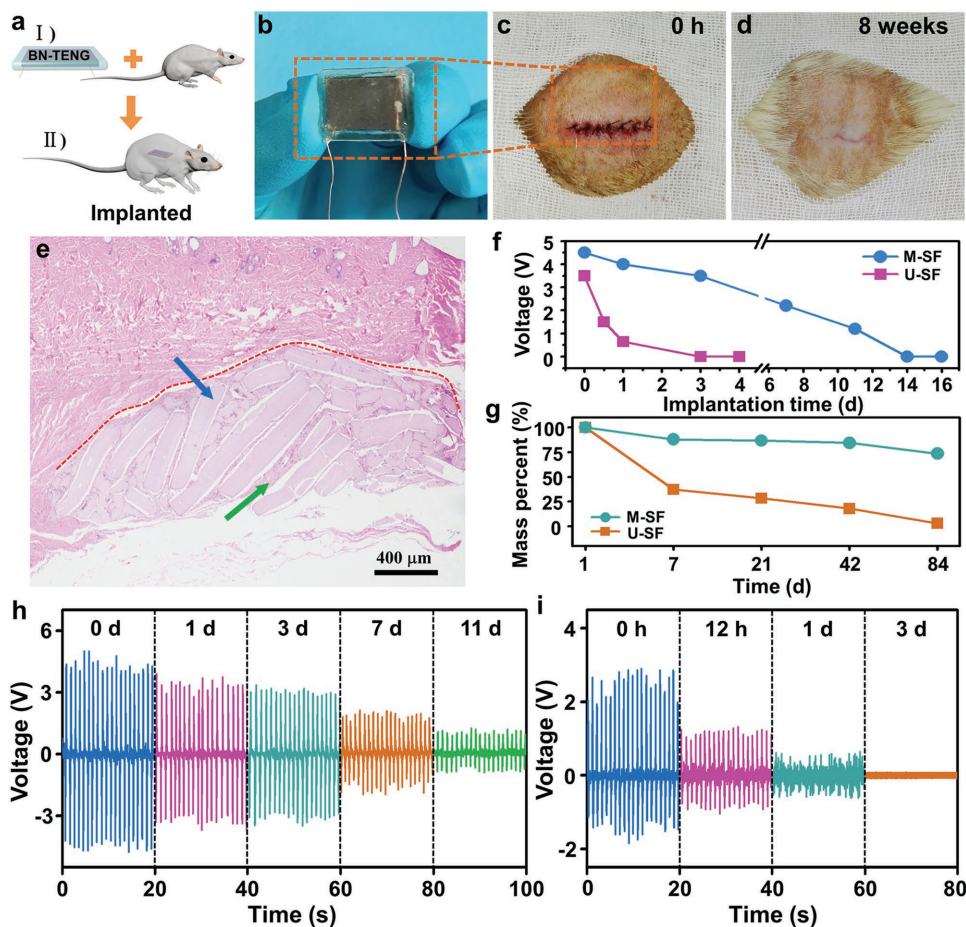 a
I)
BN-TENG
II)
Implanted
b
c
0 h
d
8 weeks
e
400 μm
f
Voltage (V)
5
4
3
2
1
0
M-SF
U-SF
0 1 2 3 4 6 8 10 12 14 16
Implantation time (d)
g
Mass percent (%)
100
75
50
25
0
M-SF
U-SF
1 7 21 42 84
Time (d)
h
Voltage (V)
6
3
0
-3
0 d 1 d 3 d 7 d 11 d
0 20 40 60 80 100
Time (s)
i
Voltage (V)
4
2
0
-2
0 h 12 h 1 d 3 d
0 20 40 60 80
Time (s)